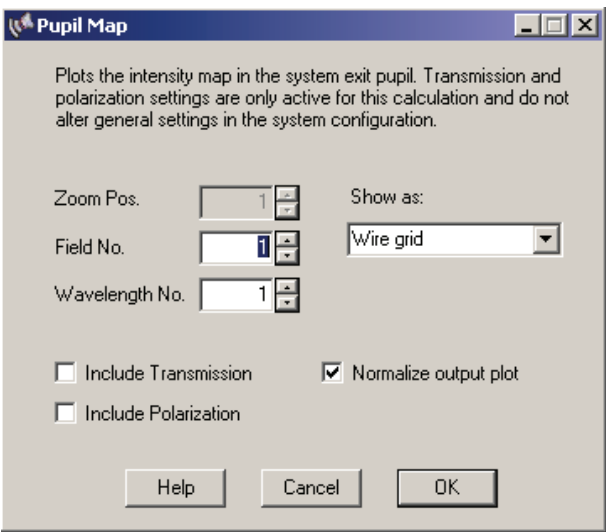 Pupil Map
Plots the intensity map in the system exit pupil. Transmission and
polarization settings are only active for this calculation and do not
alter general settings in the system configuration.
Zoom Pos. 1
Show as:
Field No. 1
Wire grid
Wavelength No. 1
Include Transmission
Normalize output plot
Include Polarization
Help Cancel OK